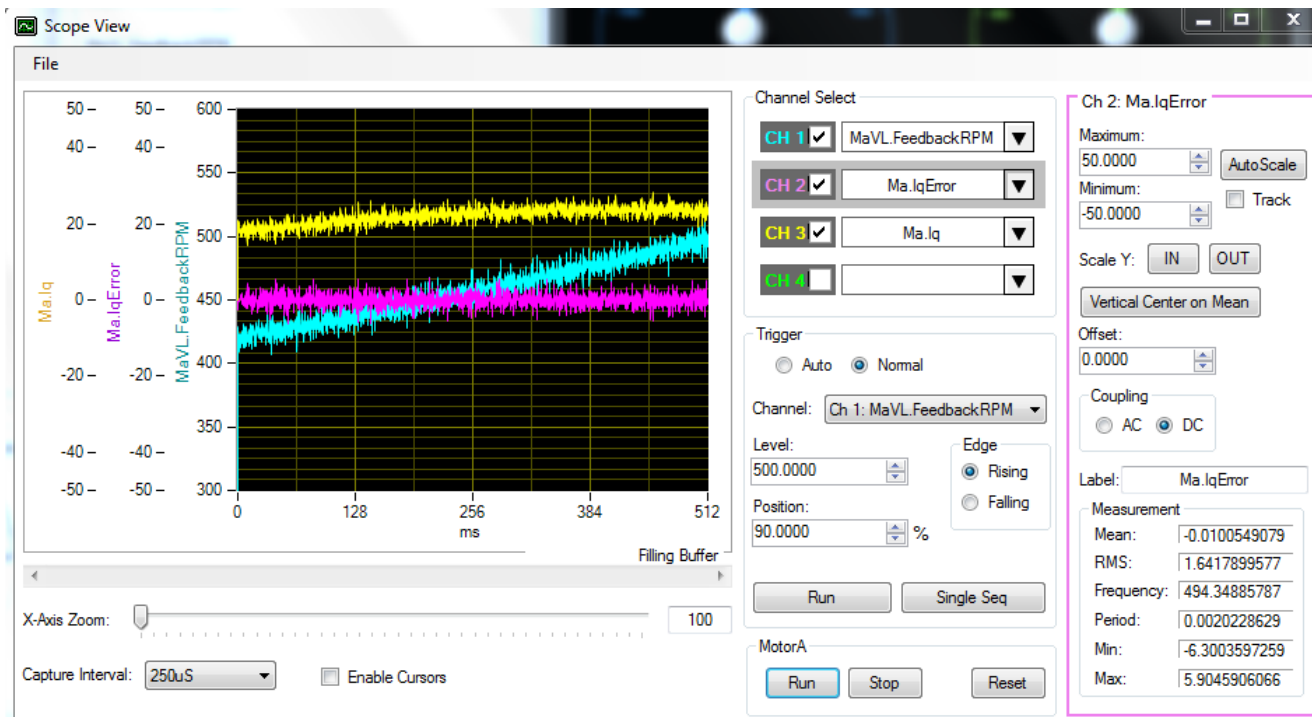 Scope View
File
50 50 600
40 40
550
20 20
500
0 0 450
400
-20 -20
350
-40 -40
-50 -50 300
Ma.Iq
Ma.IqError
MaVL.FeedbackRPM
0 128 256 384 512
ms
Filling Buffer
X-Axis Zoom: 100
Capture Interval: 250uS Enable Cursors
Channel Select
CH 1 MaVL.FeedbackRPM
CH 2 Ma.IqError
CH 3 Ma.Iq
CH 4
Trigger
Auto Normal
Channel: Ch 1: MaVL.FeedbackRPM
Level:
500.0000
Position:
90.0000 %
Edge
Rising
Falling
Run Single Seq
MotorA
Run Stop Reset
Ch 2: Ma.IqError
Maximum:
50.0000 AutoScale
Minimum:
-50.0000 Track
Scale Y: IN OUT
Vertical Center on Mean
Offset:
0.0000
Coupling
AC DC
Label: Ma.IqError
Measurement
Mean: -0.0100549079
RMS: 1.6417899577
Frequency: 494.34885787
Period: 0.0020228629
Min: -6.3003597259
Max: 5.9045906066